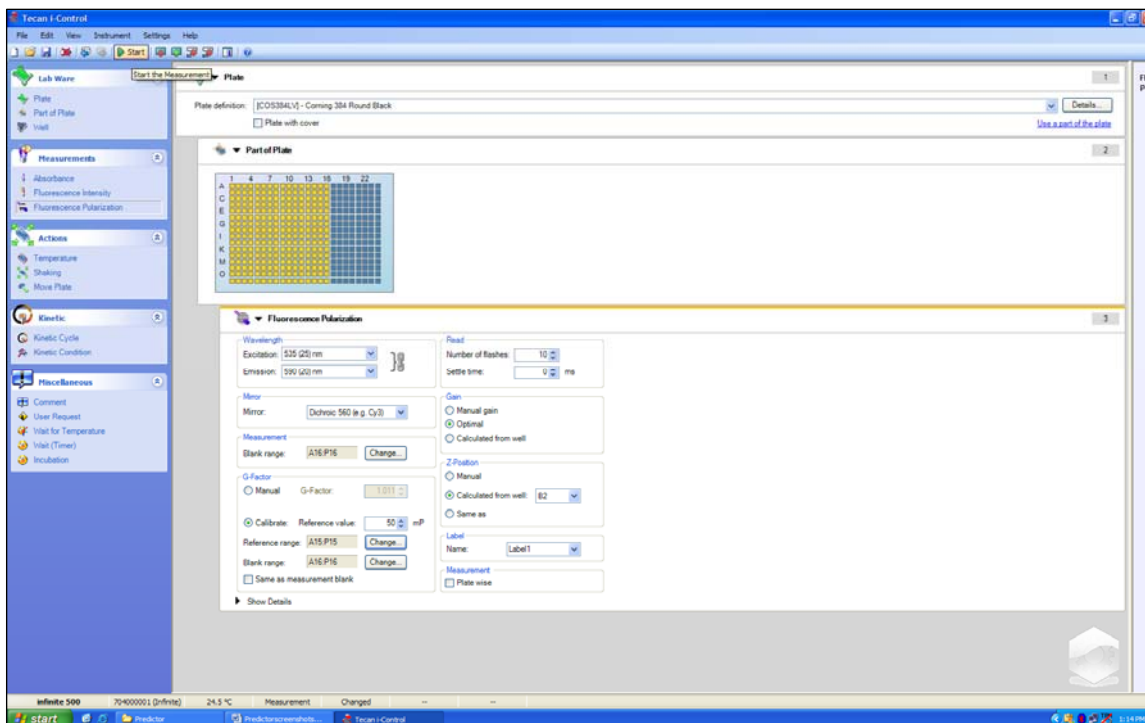 Tecan i-Control
File Edit View Instrument Settings Help
Start
Start the Measurement
Lab Ware
Plate
Part of Plate
Well
Measurements
Absorbance
Fluorescence Intensity
Fluorescence Polarization
Actions
Temperature
Shaking
Move Plate
Kinetic
Kinetic Cycle
Kinetic Condition
Miscellaneous
Comment
User Request
Wait for Temperature
Wait (Timer)
Incubation
Plate 1
Plate definition: [COS384LV] - Corning 384 Round Black Details...
Plate with cover Use a part of the plate
Part of Plate 2
1 4 7 10 13 16 19 22
A
C
E
G
I
K
M
O
Fluorescence Polarization 3
Wavelength
Excitation: 535 (25) nm
Emission: 590 (20) nm
Mirror
Mirror: Dichroic 560 (e.g. Cy3)
Measurement
Blank range: A16:P16 Change...
G-Factor
Manual G-Factor: 1.011
Calibrate: Reference value: 50 mP
Reference range: A15:P15 Change...
Blank range: A16:P16 Change...
Same as measurement blank
Show Details
Read
Number of flashes: 10
Settle time: 0 ms
Gain
Manual gain
Optimal
Calculated from well
Z-Position
Manual
Calculated from well: B2
Same as
Label
Name: Label1
Measurement
Plate wise
infinite 500 704000001 (Infinite) 24.5 °C Measurement Changed -- --
start Predictor Predictorscreenshots... Tecan i-Control 1:14 PM